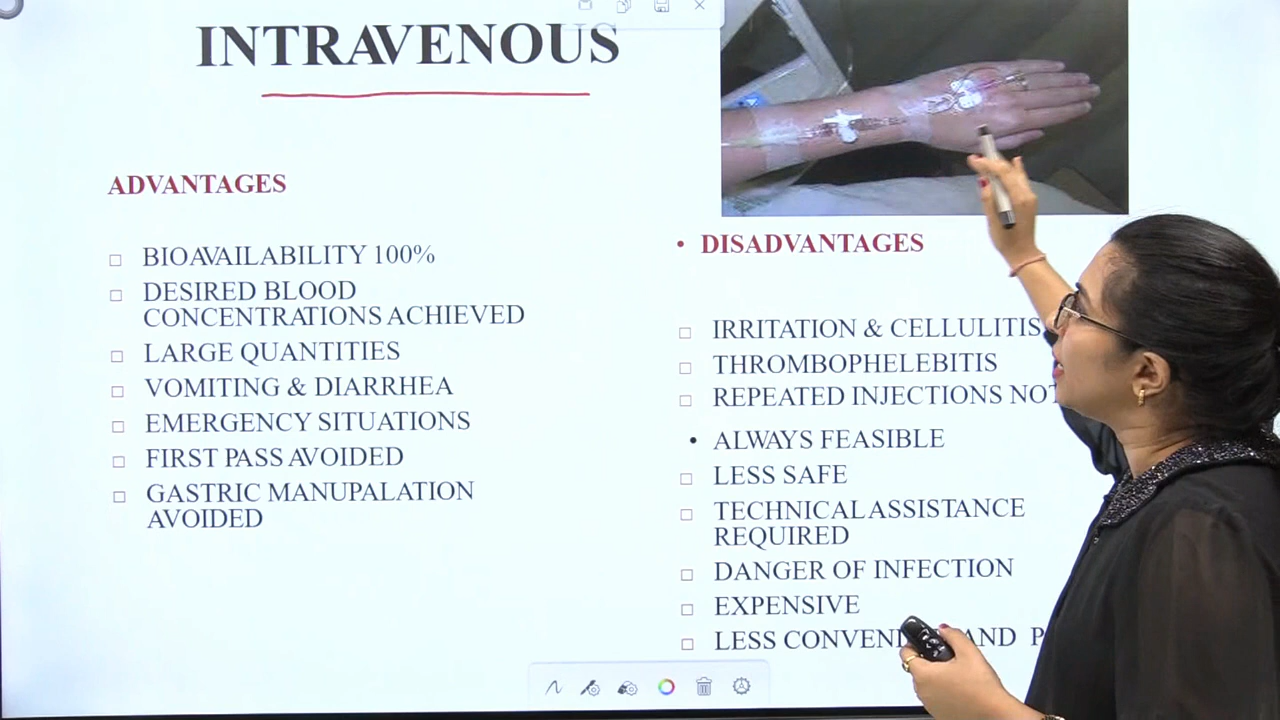 INTRAVENOUS
ADVANTAGES
BIOAVAILABILITY 100%
DESIRED BLOOD
CONCENTRATIONS ACHIEVED
LARGE QUANTITIES
VOMITING & DIARRHEA
EMERGENCY SITUATIONS
FIRST PASS AVOIDED
GASTRIC MANUPALATION
AVOIDED
• DISADVANTAGES
IRRITATION & CELLULITIS
THROMBOPHELEBITIS
REPEATED INJECTIONS NOT
• ALWAYS FEASIBLE
LESS SAFE
TECHNICAL ASSISTANCE
REQUIRED
DANGER OF INFECTION
EXPENSIVE
LESS AND